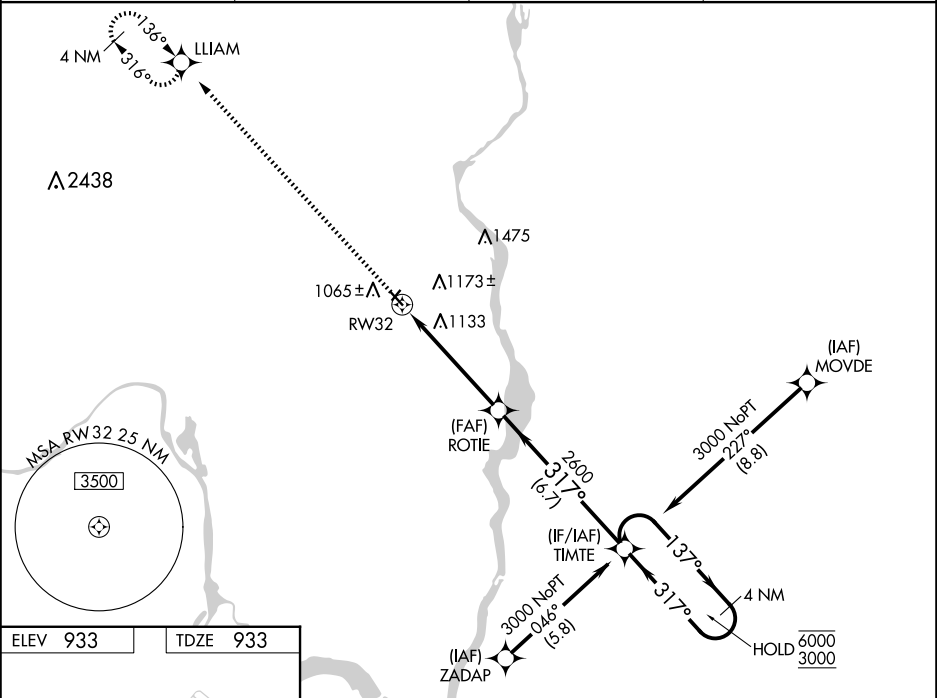 136°
LLIAM
4 NM
316°
2438
1475
1173±
1065±
RW32
1133
(IAF)
MOVDE
3000 NoPT
227°
(8.8)
(FAF)
ROTIE
2600
317°
(6.7)
MSA RW32 25 NM
3500
(IF/IAF)
TIMTE
137°
317°
4 NM
HOLD 6000
3000
3000 NoPT
046°
(5.8)
(IAF)
ZADAP
ELEV 933
TDZE 933